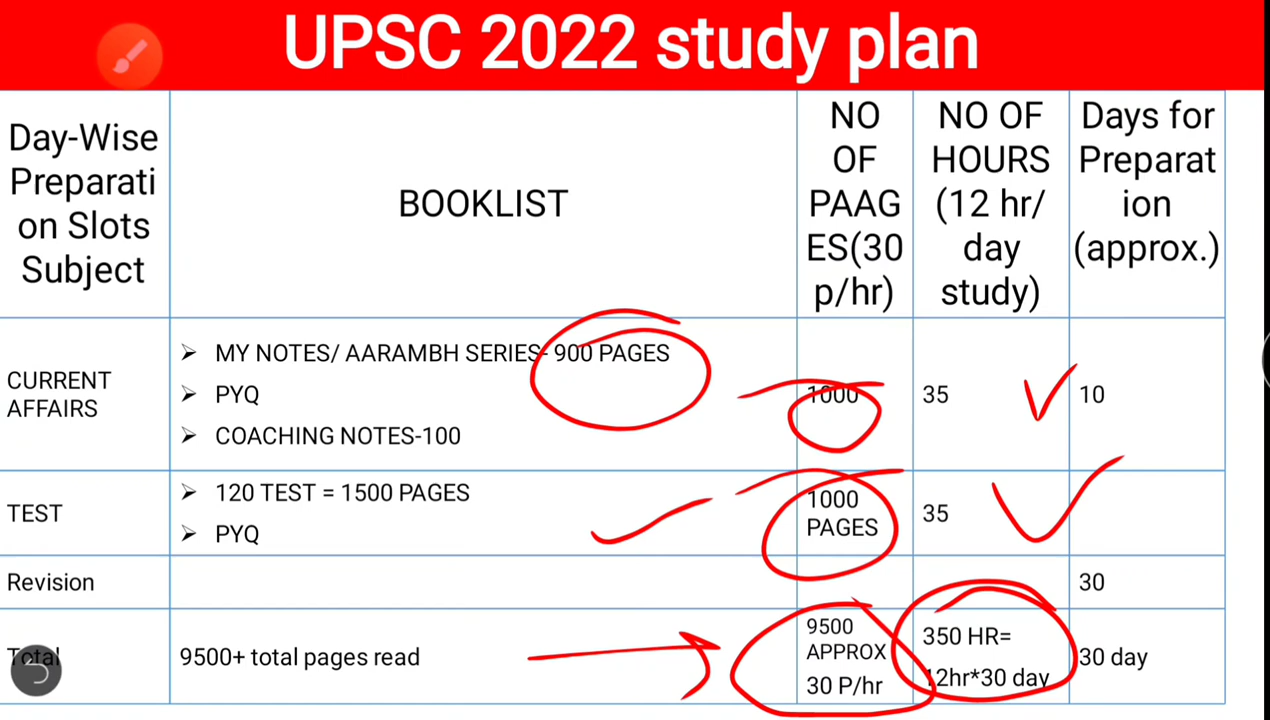 UPSC 2022 study plan
Day-Wise
Preparati
on Slots
Subject
BOOKLIST
NO
OF
PAAG
ES(30
p/hr)
NO OF
HOURS
(12 hr/
day
study)
Days for
Preparat
ion
(approx.)
CURRENT
AFFAIRS
➢ MY NOTES/ AARAMBH SERIES- 900 PAGES
➢ PYQ
➢ COACHING NOTES-100
1000
35
10
TEST
➢ 120 TEST = 1500 PAGES
➢ PYQ
1000
PAGES
35
Revision
30
Total
9500+ total pages read
9500
APPROX
30 P/hr
350 HR=
12hr*30 day
30 day